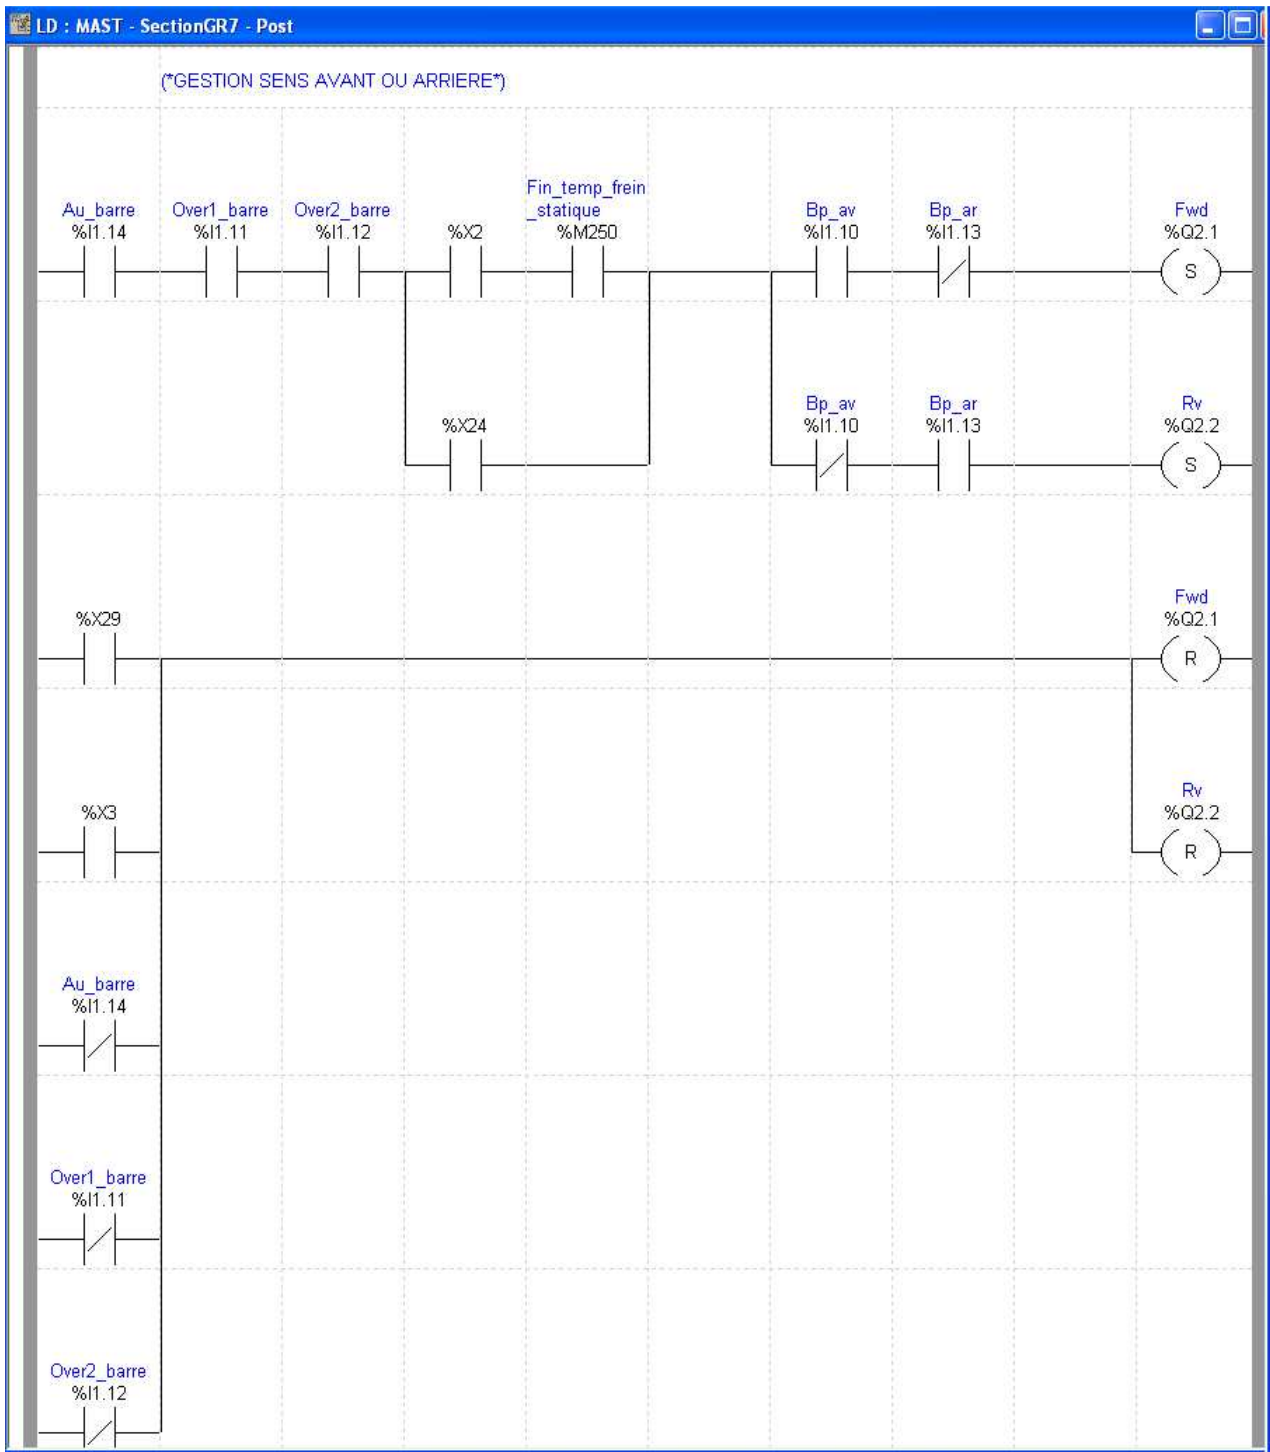 LD : MAST - SectionGR7 - Post
(*GESTION SENS AVANT OU ARRIERE*)
Fin_temp_frein
Au_barre Over1_barre Over2_barre _statique Bp_av Bp_ar Fwd
%I1.14 %I1.11 %I1.12 %X2 %M250 %I1.10 %I1.13 %Q2.1
S
Bp_av Bp_ar Rv
%X24 %I1.10 %I1.13 %Q2.2
S
Fwd
%X29 %Q2.1
R
Rv
%X3 %Q2.2
R
Au_barre
%I1.14
Over1_barre
%I1.11
Over2_barre
%I1.12